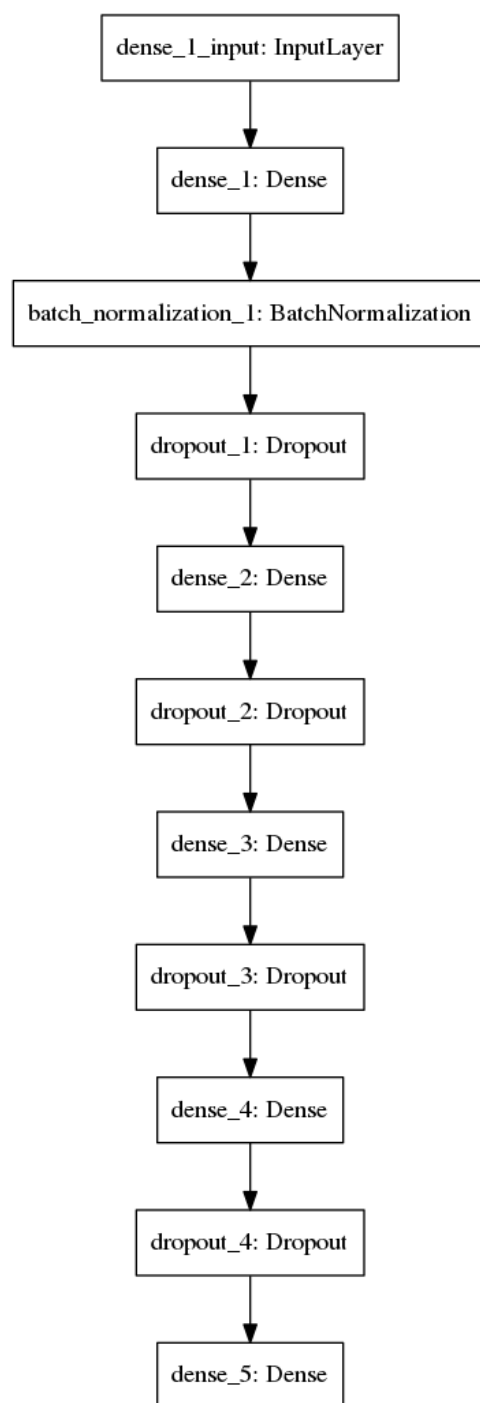 dense_1_input: InputLayer
dense_1: Dense
batch_normalization_1: BatchNormalization
dropout_1: Dropout
dense_2: Dense
dropout_2: Dropout
dense_3: Dense
dropout_3: Dropout
dense_4: Dense
dropout_4: Dropout
dense_5: Dense